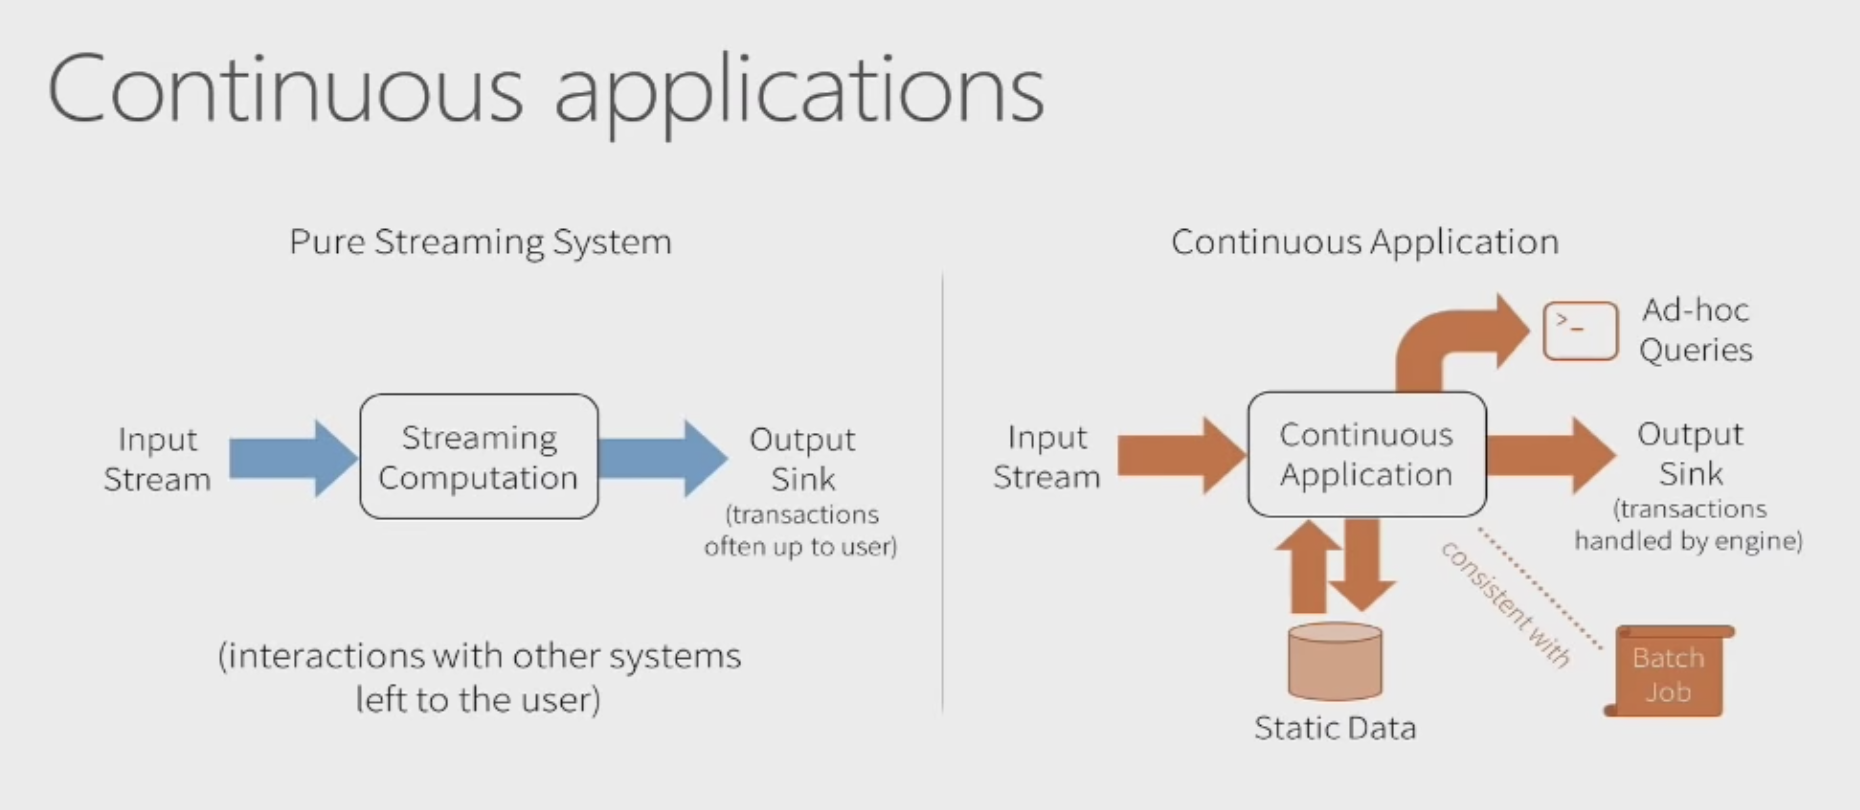 Continuous applications
Pure Streaming System
Input
Stream
Streaming
Computation
Output
Sink
(transactions
often up to user)
(interactions with other systems
left to the user)
Continuous Application
>_
Ad-hoc
Queries
Input
Stream
Continuous
Application
Output
Sink
(transactions
handled by engine)
consistent with
Batch
Job
Static Data